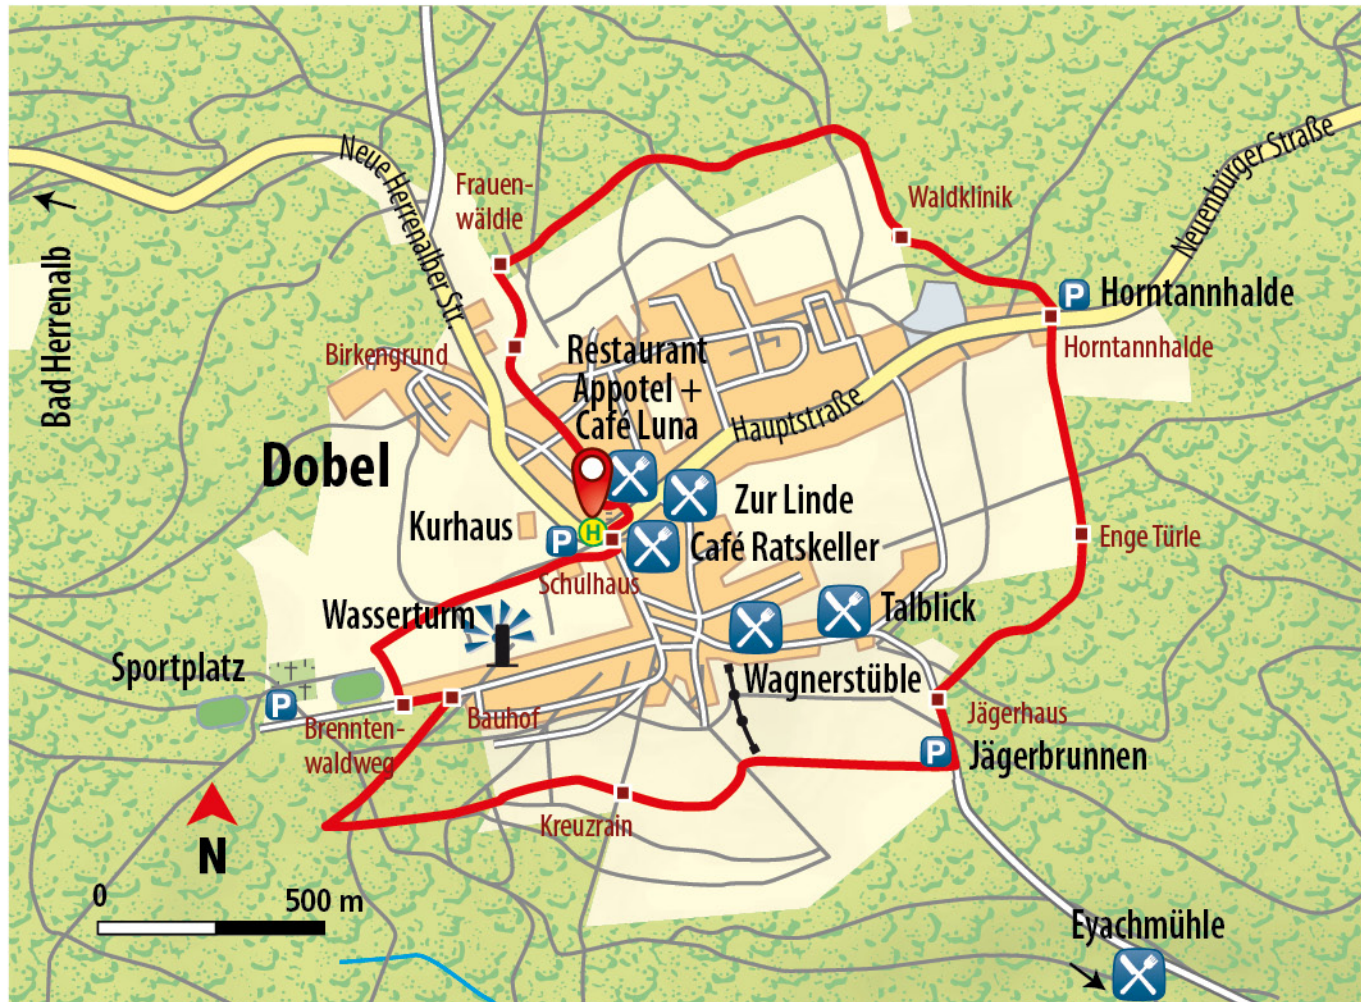 Neue Herrenalber Str.
Neuenbürger Straße
Frauen-
wäldle
Waldklinik
Bad Herrenalb
P
Horntannhalde
Horntannhalde
Birkengrund
Restaurant
Appotel +
Café Luna
Hauptstraße
Dobel
Zur Linde
Kurhaus
P
H
Café Ratskeller
Enge Türle
Schulhaus
Wasserturm
Talblick
Sportplatz
P
Wagnerstüble
Brennten-
waldweg
Bauhof
Jägerhaus
P
Jägerbrunnen
Kreuzrain
N
0
500 m
Eyachmühle